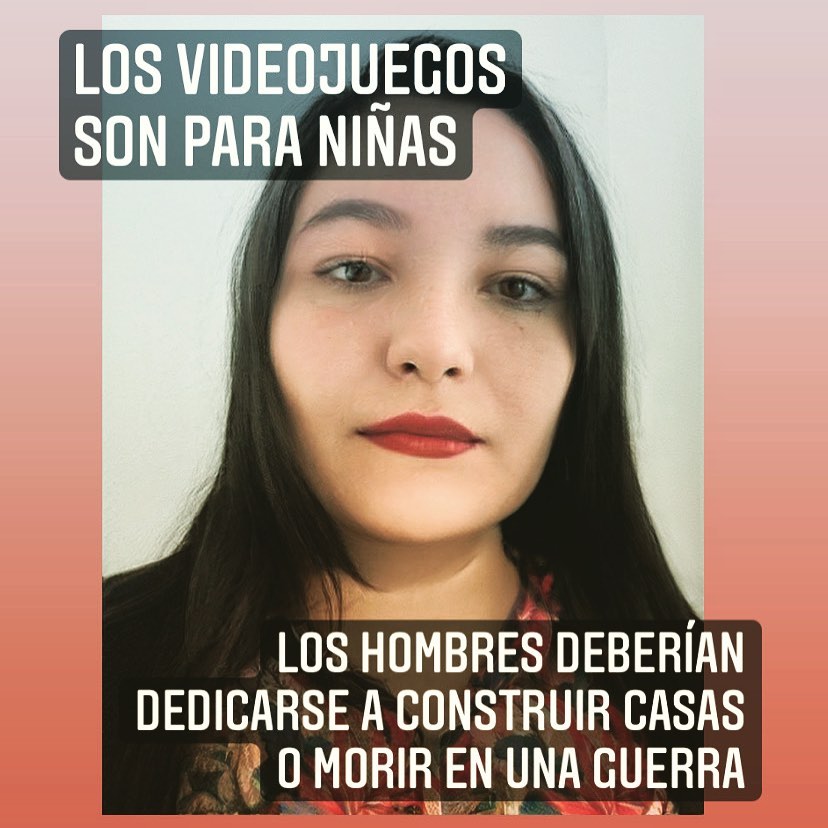 LOS VIDEOJUEGOS
SON PARA NIÑAS
LOS HOMBRES DEBERÍAN
DEDICARSE A CONSTRUIR CASAS
O MORIR EN UNA GUERRA